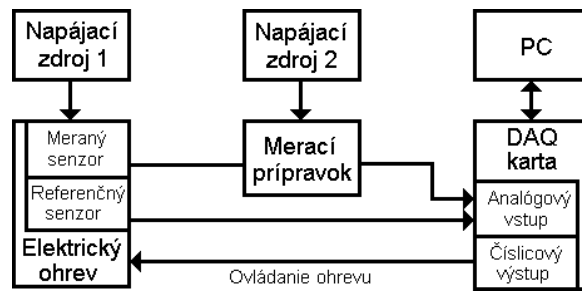 Napájací
zdroj 1
Napájací
zdroj 2
PC
Meraný
senzor
Referenčný
senzor
Elektrický
ohrev
Merací
prípravok
DAQ
karta
Analógový
vstup
Číslicový
výstup
Ovládanie ohrevu